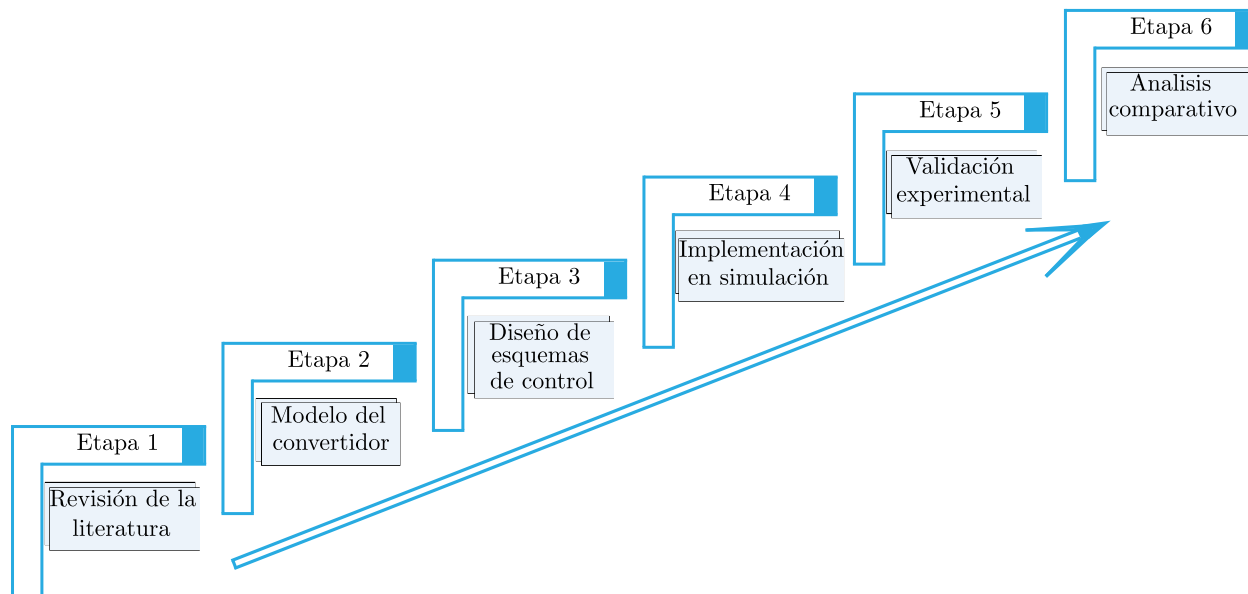 Etapa 1
Revisión de la
literatura
Etapa 2
Modelo del
convertidor
Etapa 3
Diseño de
esquemas
de control
Etapa 4
Implementación
en simulación
Etapa 5
Validación
experimental
Etapa 6
Analisis
comparativo